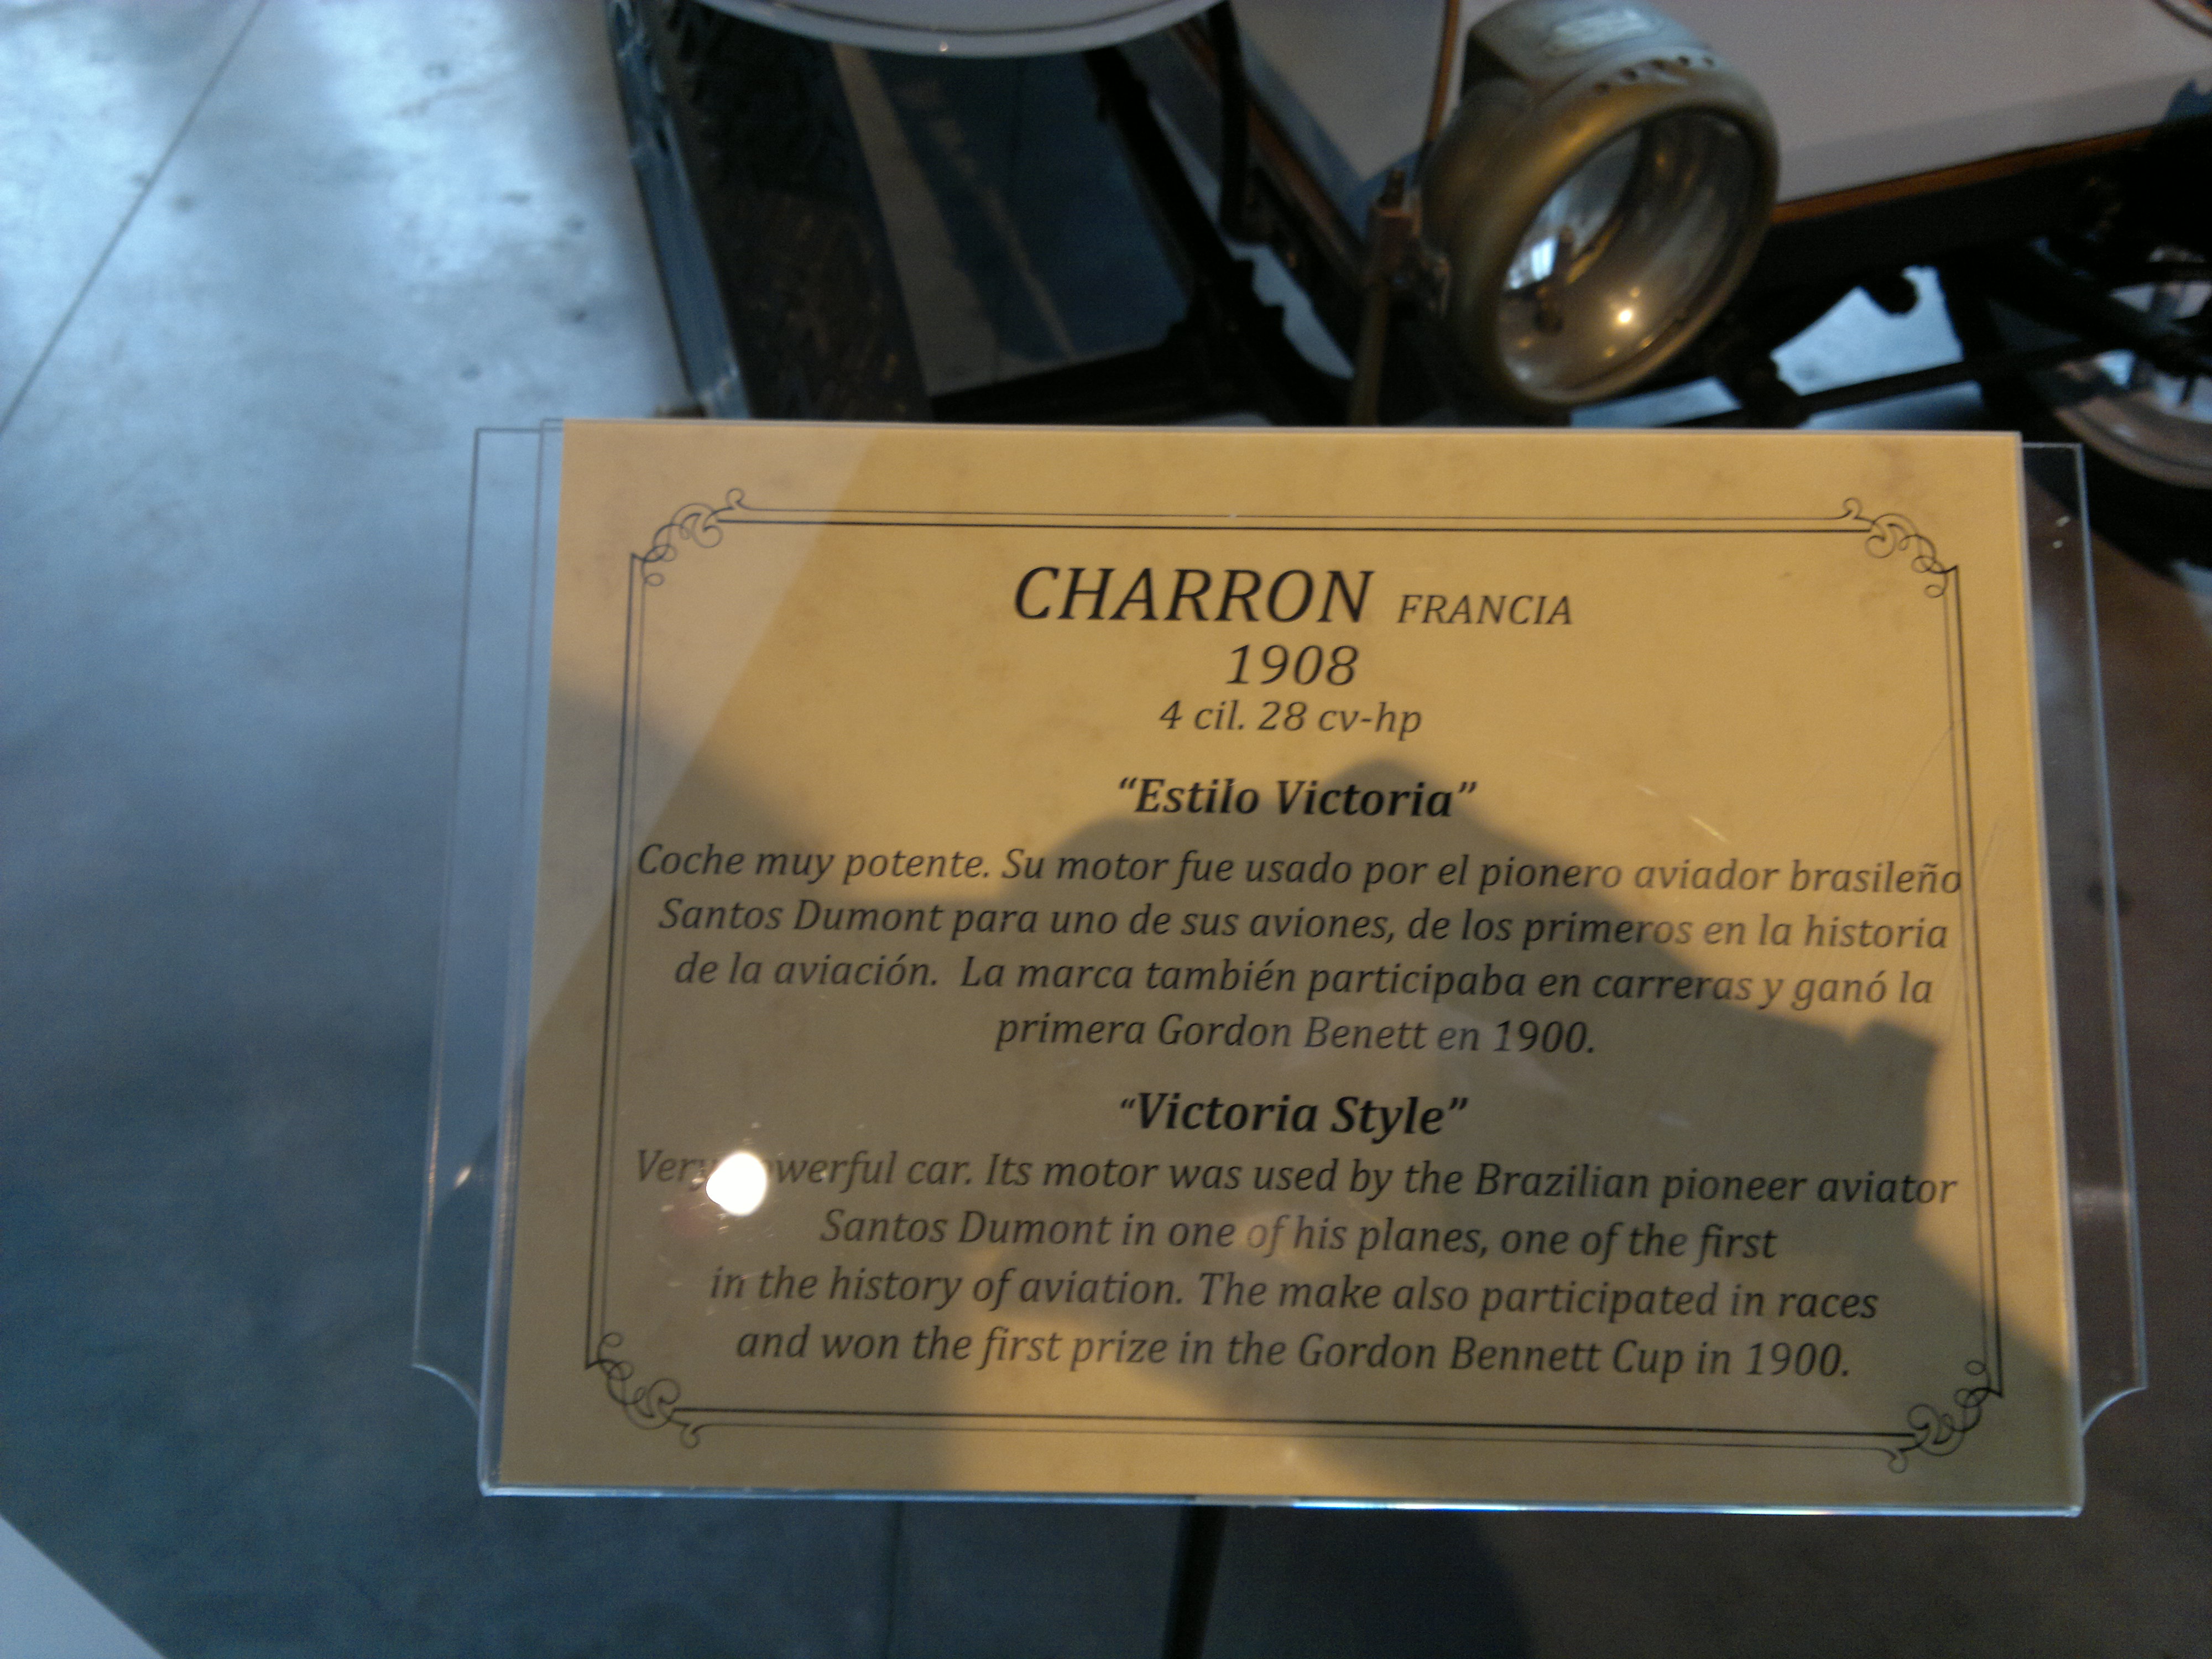 CHARRON FRANCIA
1908
4 cil. 28 cv-hp
“Estilo Victoria”
Coche muy potente. Su motor fue usado por el pionero aviador brasileño
Santos Dumont para uno de sus aviones, de los primeros en la historia
de la aviación. La marca también participaba en carreras y ganó la
primera Gordon Benett en 1900.
“Victoria Style”
Very powerful car. Its motor was used by the Brazilian pioneer aviator
Santos Dumont in one of his planes, one of the first
in the history of aviation. The make also participated in races
and won the first prize in the Gordon Bennett Cup in 1900.